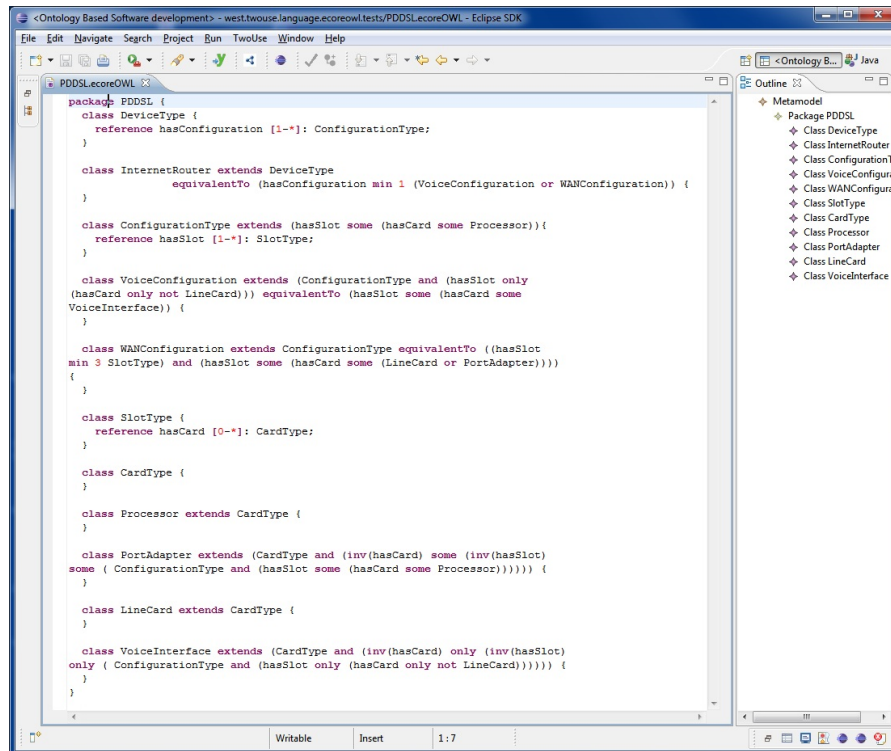 <Ontology Based Software development> - west.twouse.language.ecoreowl.tests/PDDSL.ecoreOWL - Eclipse SDK
File Edit Navigate Search Project Run TwoUse Window Help
<Ontology B... Java
PDDSL.ecoreOWL
package PDDSL {
class DeviceType {
reference hasConfiguration [1-*]: ConfigurationType;
}
class InternetRouter extends DeviceType
equivalentTo (hasConfiguration min 1 (VoiceConfiguration or WANConfiguration)) {
}
class ConfigurationType extends (hasSlot some (hasCard some Processor)){
reference hasSlot [1-*]: SlotType;
}
class VoiceConfiguration extends (ConfigurationType and (hasSlot only
(hasCard only not LineCard))) equivalentTo (hasSlot some (hasCard some
VoiceInterface)) {
}
class WANConfiguration extends ConfigurationType equivalentTo ((hasSlot
min 3 SlotType) and (hasSlot some (hasCard some (LineCard or PortAdapter))))
{
}
class SlotType {
reference hasCard [0-*]: CardType;
}
class CardType {
}
class Processor extends CardType {
}
class PortAdapter extends (CardType and (inv(hasCard) some (inv(hasSlot)
some ( ConfigurationType and (hasSlot some (hasCard some Processor)))))) {
}
class LineCard extends CardType {
}
class VoiceInterface extends (CardType and (inv(hasCard) only (inv(hasSlot)
only ( ConfigurationType and (hasSlot only (hasCard only not LineCard)))))) {
}
}
Outline
Metamodel
Package PDDSL
Class DeviceType
Class InternetRouter
Class ConfigurationT
Class VoiceConfigura
Class WANConfigura
Class SlotType
Class CardType
Class Processor
Class PortAdapter
Class LineCard
Class VoiceInterface
Writable Insert 1:7